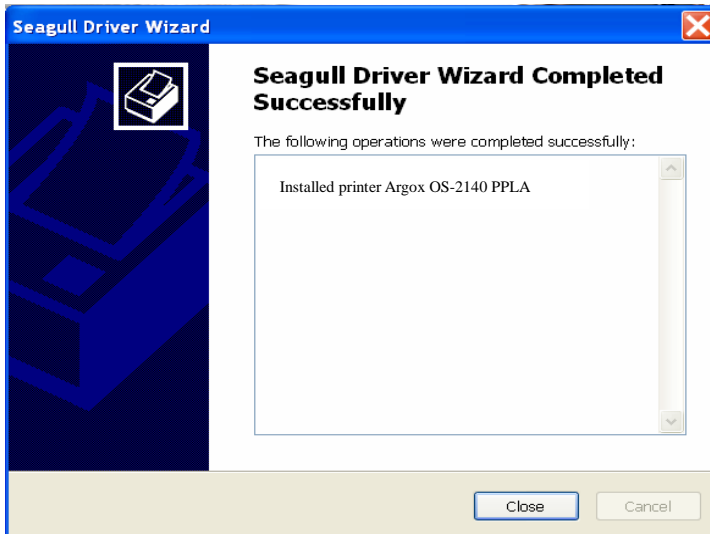 Seagull Driver Wizard
Seagull Driver Wizard Completed
Successfully
The following operations were completed successfully:
Installed printer Argox OS-2140 PPLA
Close
Cancel